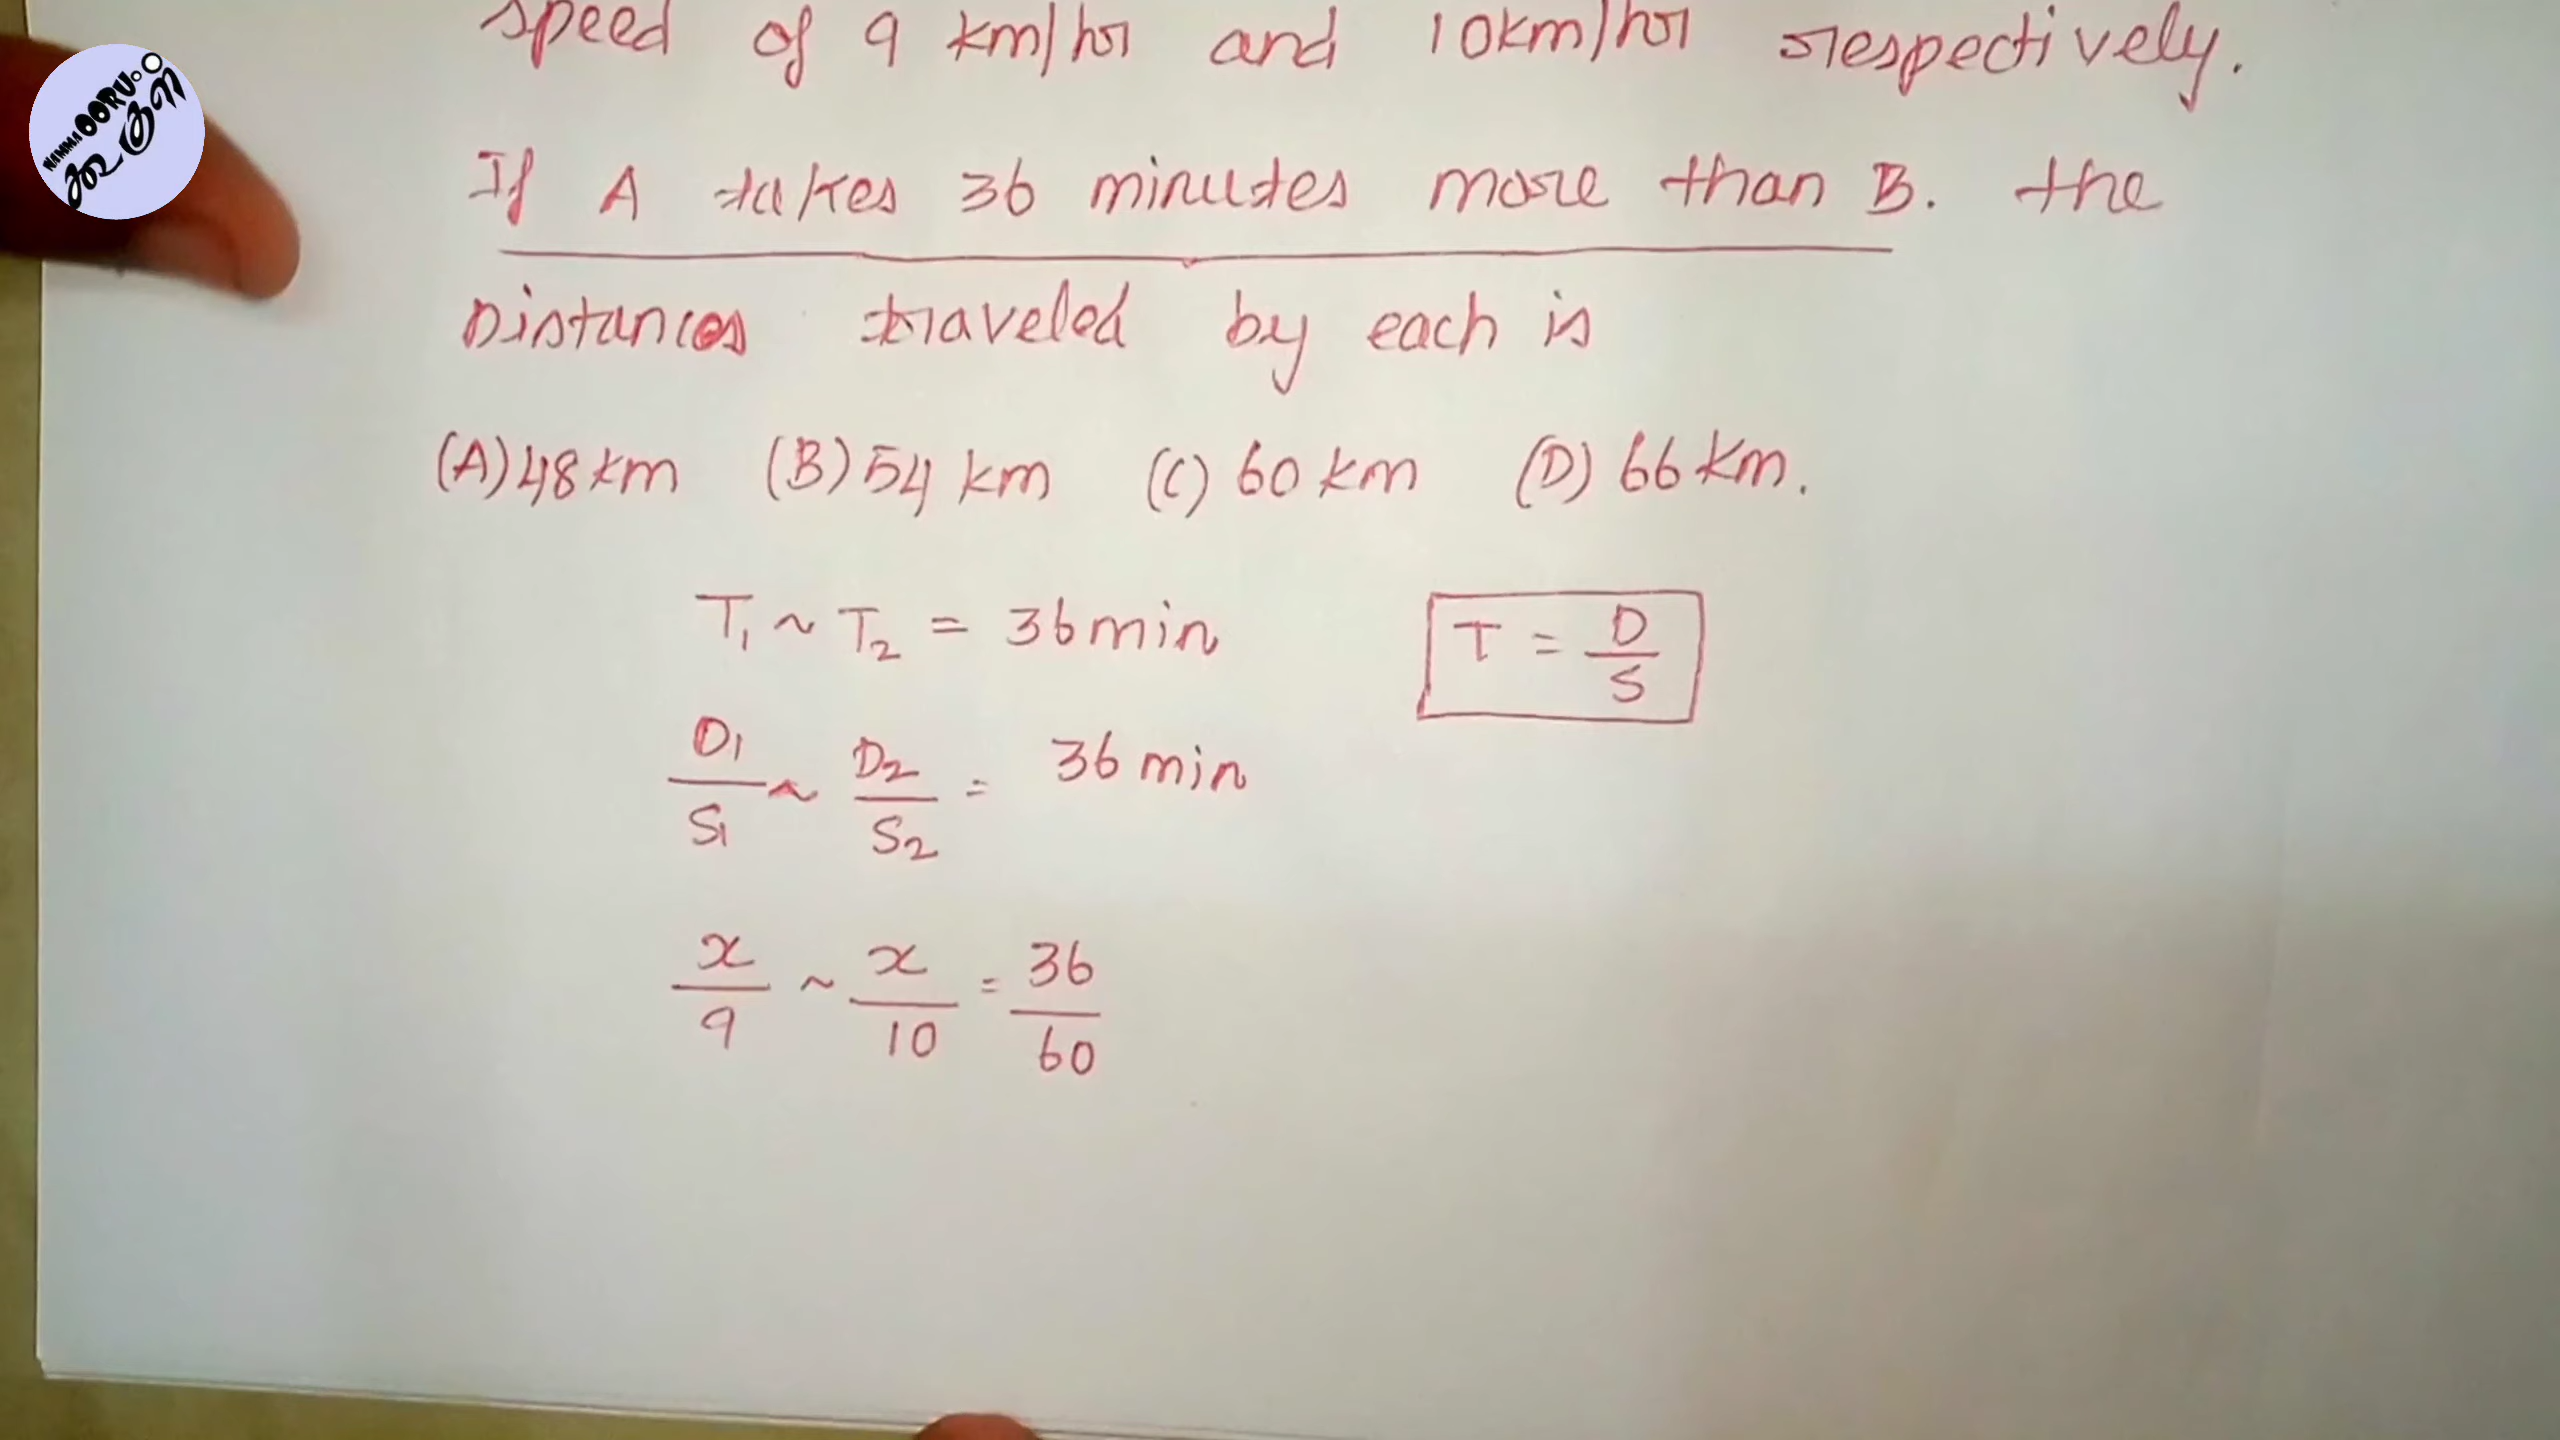 speed of 9 km/hr and 10km/hr respectively.
If A takes 36 minutes more than B. the
Distances traveled by each is
(A) 48 km (B) 54 km (C) 60 km (D) 66 km.
T₁ ~ T₂ = 36 min
T = D/S
D₁/S₁ ~ D₂/S₂ = 36 min
x/9 ~ x/10 = 36/60
NAMMA OORU